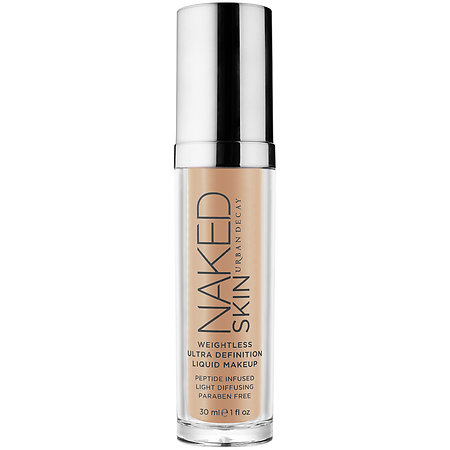 NAKED
SKIN
URBAN DECAY
WEIGHTLESS
ULTRA DEFINITION
LIQUID MAKEUP
PEPTIDE INFUSED
LIGHT DIFFUSING
PARABEN FREE
30 ml ℮ 1 fl oz